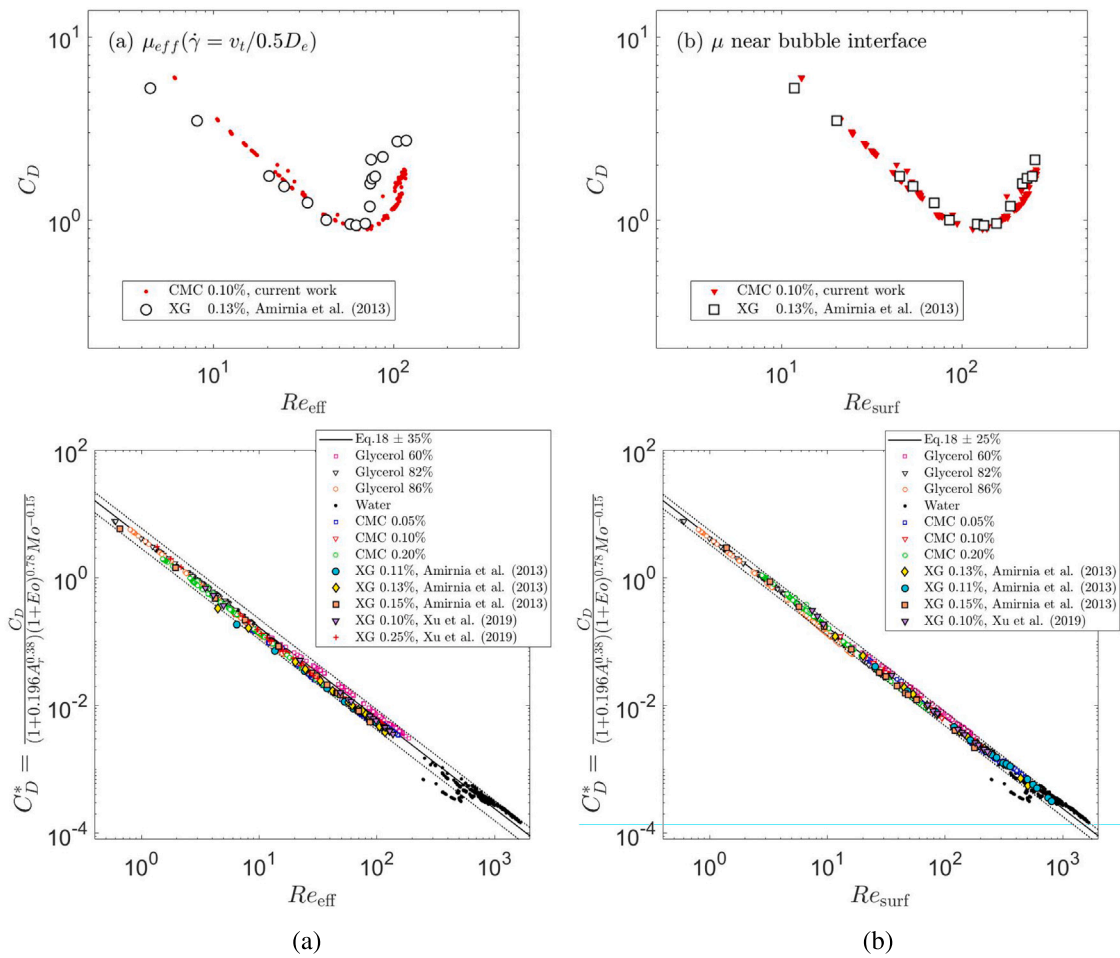 (a) μ_eff(γ̇ = v_t/0.5D_e)
10^1
10^0
C_D
CMC 0.10%, current work
XG 0.13%, Amirnia et al. (2013)
10^1
10^2
Re_eff
(b) μ near bubble interface
10^1
10^0
C_D
CMC 0.10%, current work
XG 0.13%, Amirnia et al. (2013)
10^1
10^2
Re_surf
10^2
10^0
10^-2
10^-4
C_D^* = C_D/((1+0.196A_r^0.38)(1+Eo)^0.78 Mo^-0.15)
Eq.18 ± 35%
Glycerol 60%
Glycerol 82%
Glycerol 86%
Water
CMC 0.05%
CMC 0.10%
CMC 0.20%
XG 0.11%, Amirnia et al. (2013)
XG 0.13%, Amirnia et al. (2013)
XG 0.15%, Amirnia et al. (2013)
XG 0.10%, Xu et al. (2019)
XG 0.25%, Xu et al. (2019)
10^0
10^1
10^2
10^3
Re_eff
(a)
10^2
10^0
10^-2
10^-4
C_D^* = C_D/((1+0.196A_r^0.38)(1+Eo)^0.78 Mo^-0.15)
Eq.18 ± 25%
Glycerol 60%
Glycerol 82%
Glycerol 86%
Water
CMC 0.05%
CMC 0.10%
CMC 0.20%
XG 0.13%, Amirnia et al. (2013)
XG 0.11%, Amirnia et al. (2013)
XG 0.15%, Amirnia et al. (2013)
XG 0.10%, Xu et al. (2019)
10^0
10^1
10^2
10^3
Re_surf
(b)